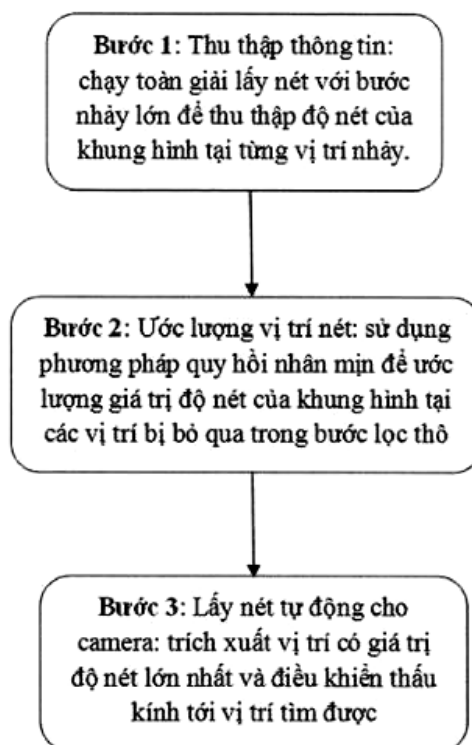 Bước 1: Thu thập thông tin:
chạy toàn giải lấy nét với bước
nhảy lớn để thu thập độ nét của
khung hình tại từng vị trí nhảy.
Bước 2: Ước lượng vị trí nét: sử dụng
phương pháp quy hồi nhân mịn để ước
lượng giá trị độ nét của khung hình tại
các vị trí bị bỏ qua trong bước lọc thô
Bước 3: Lấy nét tự động cho
camera: trích xuất vị trí có giá trị
độ nét lớn nhất và điều khiển thấu
kính tới vị trí tìm được